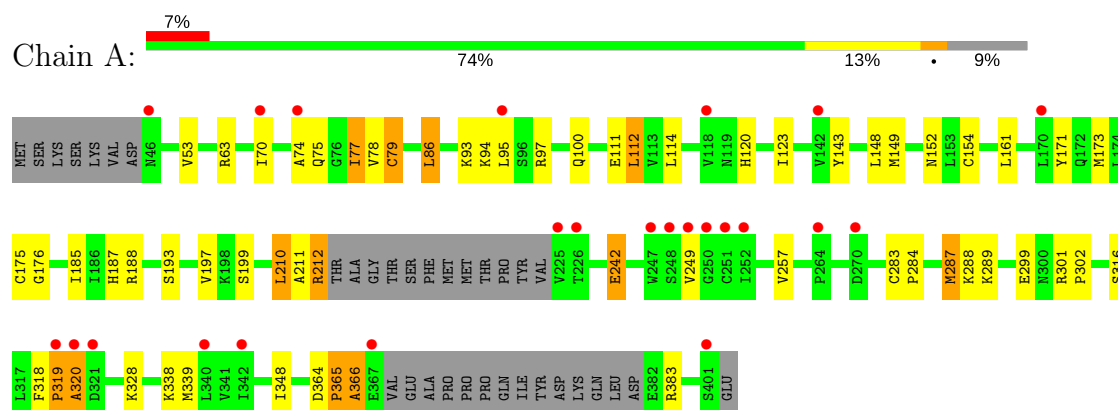 7%
Chain A:
74% 13% • 9%
MET SER LYS SER LYS VAL ASP N46 V53 R63 I70 A74 Q75 G76 I77 V78 C79 L86 K93 K94 L95 S96 R97 Q100 E111 L112 V113 L114 V118 N119 H120 I123 V142 Y143 L148 M149 N152 L153 C154 L161 L170 Y171 Q172 M173 L174
C175 G176 I185 I186 H187 R188 S193 V197 K198 S199 L210 A211 R212 THR ALA GLY THR SER PHE MET MET THR PRO TYR VAL V225 T226 E242 W247 S248 V249 G250 C251 I252 V257 P264 D270 C283 P284 M287 K288 K289 E299 N300 R301 P302 S316
L317 F318 P319 A320 D321 K328 K338 M339 L340 V341 I342 I348 D364 P365 A366 E367 VAL GLU ALA PRO PRO PRO GLN ILE TYR ASP LYS GLN LEU ASP E382 R383 S401 GLU